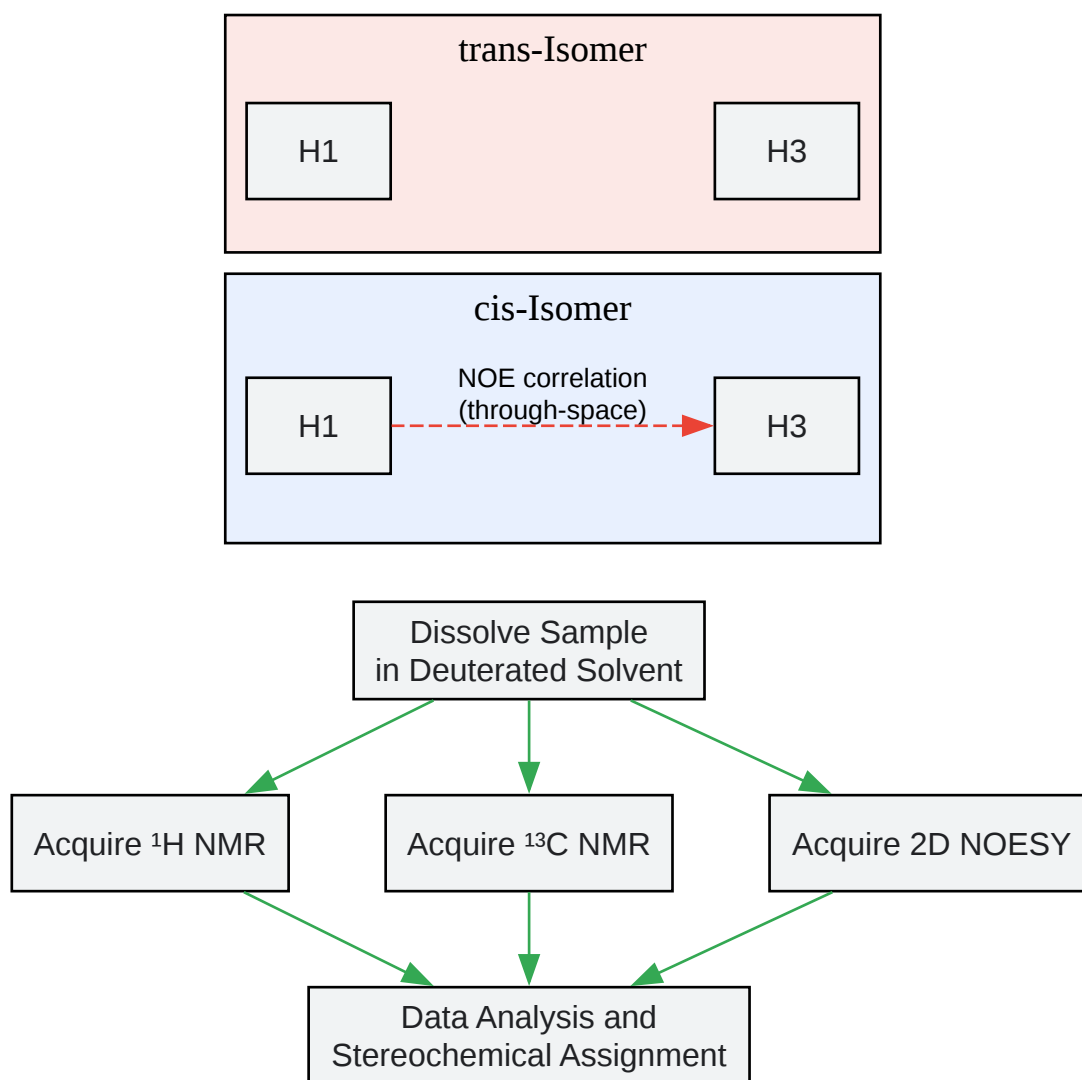 trans-Isomer
H1
H3
cis-Isomer
NOE correlation
(through-space)
H1
H3
Dissolve Sample
in Deuterated Solvent
Acquire ¹H NMR
Acquire ¹³C NMR
Acquire 2D NOESY
Data Analysis and
Stereochemical Assignment